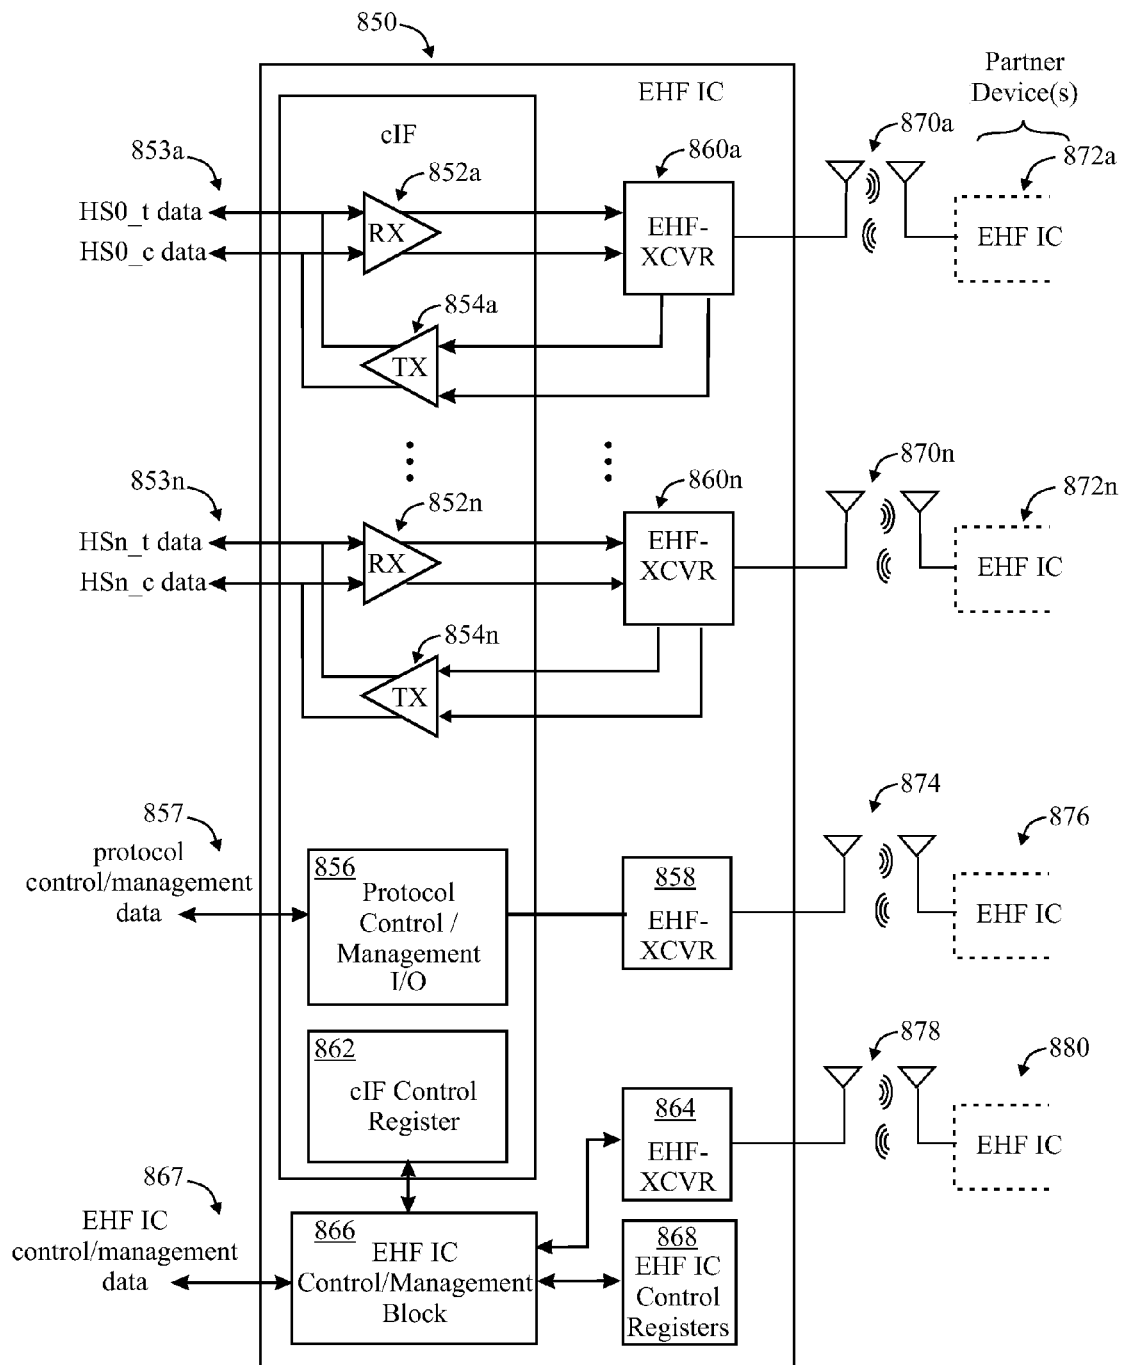 850
EHF IC
Partner
Device(s)
cIF
853a
852a
860a
870a
872a
HS0_t data
HS0_c data
RX
EHF-
XCVR
EHF IC
854a
TX
853n
852n
860n
870n
872n
HSn_t data
HSn_c data
RX
EHF-
XCVR
EHF IC
854n
TX
857
protocol
control/management
data
856
Protocol
Control /
Management
I/O
858
EHF-
XCVR
874
876
EHF IC
862
cIF Control
Register
864
EHF-
XCVR
878
880
EHF IC
867
EHF IC
control/management
data
866
EHF IC
Control/Management
Block
868
EHF IC
Control
Registers